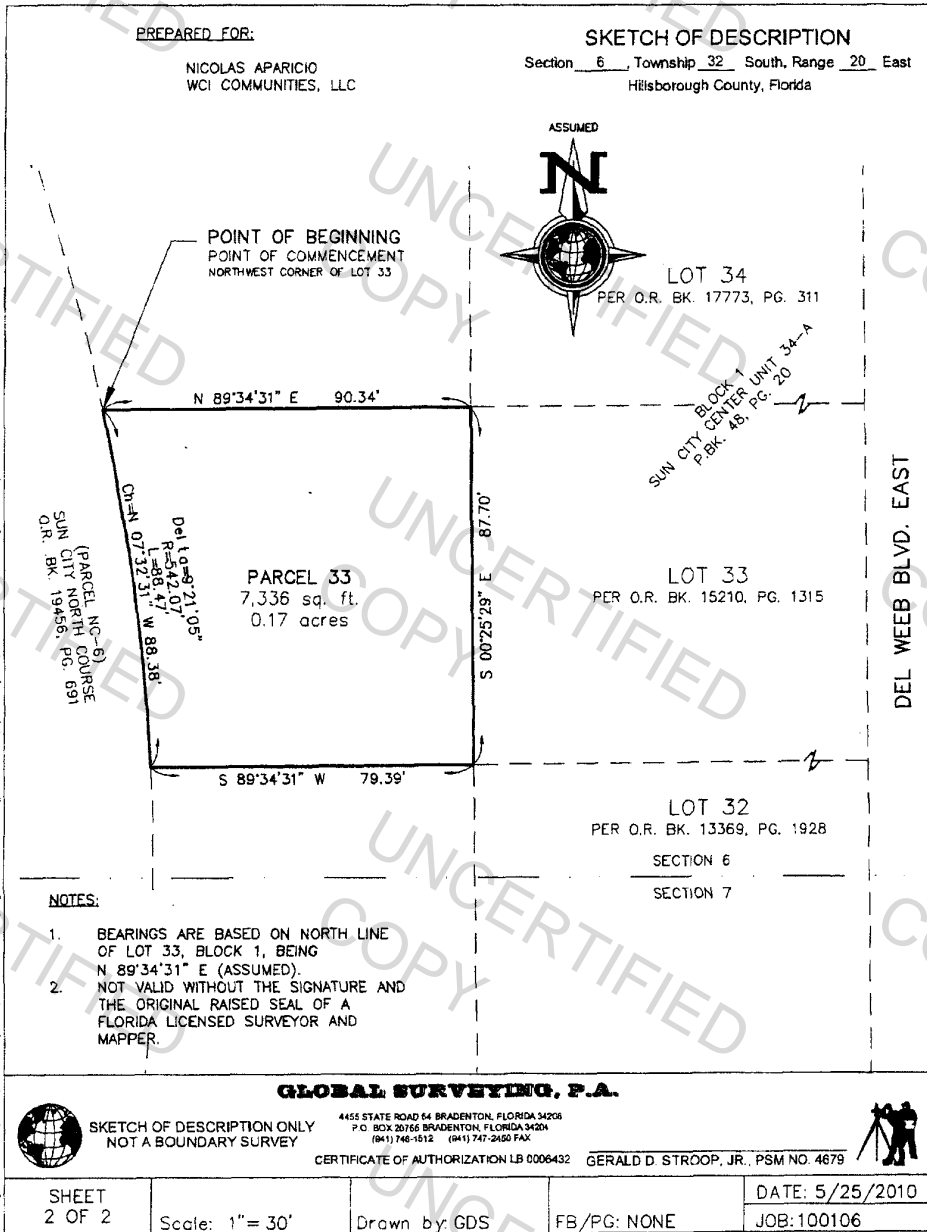 PREPARED FOR:
NICOLAS APARICIO
WCI COMMUNITIES, LLC
SKETCH OF DESCRIPTION
Section 6 , Township 32 South, Range 20 East
Hillsborough County, Florida
ASSUMED
N
POINT OF BEGINNING
POINT OF COMMENCEMENT
NORTHWEST CORNER OF LOT 33
LOT 34
PER O.R. BK. 17773, PG. 311
BLOCK 1
SUN CITY CENTER UNIT 34-A
P.BK. 48, PG. 20
N 89°34'31" E 90.34'
Delta=9°21'05"
R=542.07'
L=88.47'
Ch=N 07°32'31" W 88.38'
(PARCEL NC-6)
SUN CITY NORTH COURSE
O.R. BK. 19456, PG. 691
PARCEL 33
7,336 sq. ft.
0.17 acres
S 00°25'29" E 87.70'
LOT 33
PER O.R. BK. 15210, PG. 1315
DEL WEBB BLVD. EAST
S 89°34'31" W 79.39'
LOT 32
PER O.R. BK. 13369, PG. 1928
SECTION 6
SECTION 7
NOTES:
1. BEARINGS ARE BASED ON NORTH LINE
OF LOT 33, BLOCK 1, BEING
N 89°34'31" E (ASSUMED).
2. NOT VALID WITHOUT THE SIGNATURE AND
THE ORIGINAL RAISED SEAL OF A
FLORIDA LICENSED SURVEYOR AND
MAPPER.
GLOBAL SURVEYING, P.A.
SKETCH OF DESCRIPTION ONLY
NOT A BOUNDARY SURVEY
4455 STATE ROAD 64 BRADENTON, FLORIDA 34208
P.O. BOX 20766 BRADENTON, FLORIDA 34204
(941) 748-1512 (941) 747-2450 FAX
CERTIFICATE OF AUTHORIZATION LB 0006432
GERALD D. STROOP, JR., PSM NO. 4679
SHEET
2 OF 2
Scale: 1"= 30'
Drawn by: GDS
FB/PG: NONE
DATE: 5/25/2010
JOB: 100106
UNCERTIFIED
COPY
UNCERTIFIED
COPY
UNCERTIFIED
COPY